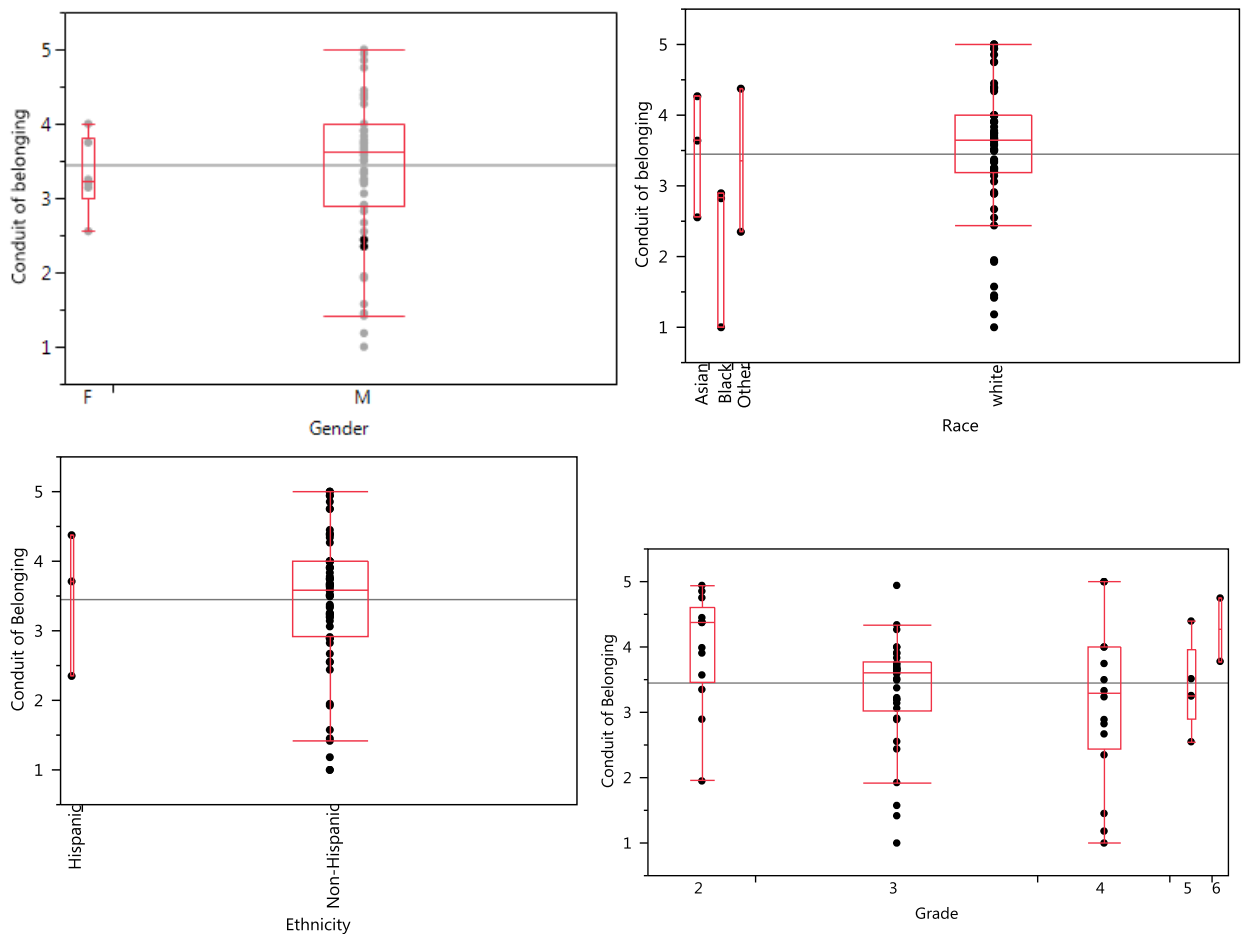 Conduit of belonging
5
4
3
2
1
F M
Gender
Conduit of belonging
5
4
3
2
1
Asian Black Other white
Race
Conduit of Belonging
5
4
3
2
1
Hispanic Non-Hispanic
Ethnicity
Conduit of Belonging
5
4
3
2
1
2 3 4 5 6
Grade